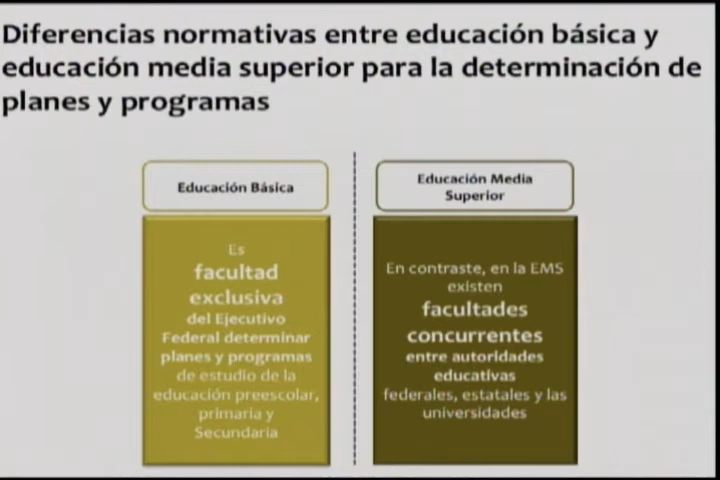 Diferencias normativas entre educación básica y
educación media superior para la determinación de
planes y programas
Educación Básica
Es
facultad
exclusiva
del Ejecutivo
Federal determinar
planes y programas
de estudio de la
educación preescolar,
primaria y
Secundaria
Educación Media
Superior
En contraste, en la EMS
existen
facultades
concurrentes
entre autoridades
educativas
federales, estatales y las
universidades